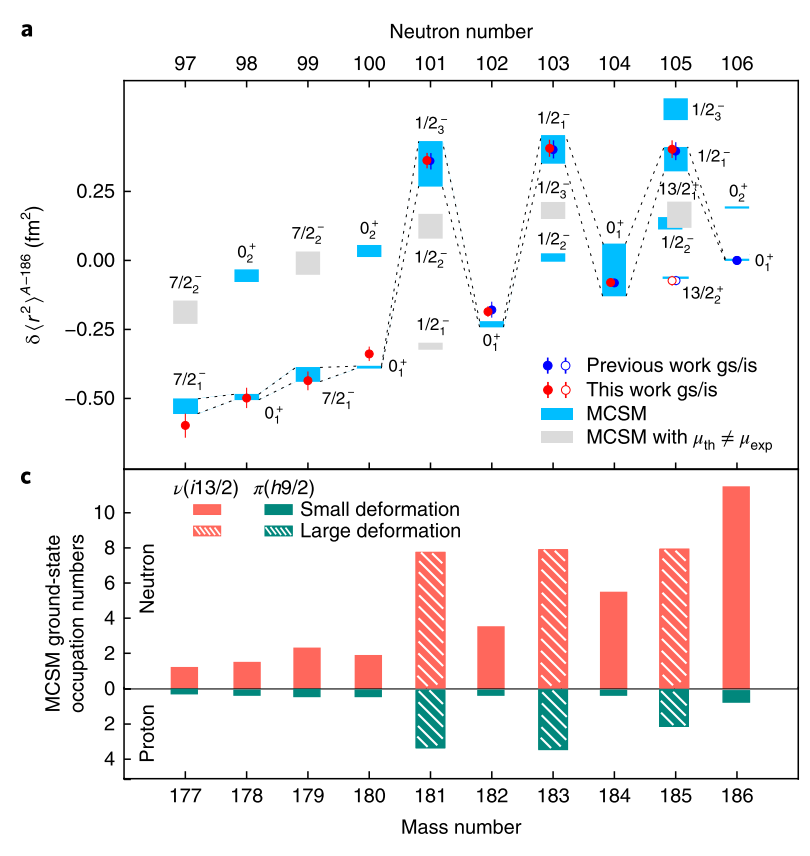 a
Neutron number
97 98 99 100 101 102 103 104 105 106
δ⟨r²⟩ᴬ⁻¹⁸⁶ (fm²)
0.25
0.00
−0.25
−0.50
7/2₂⁻
7/2₁⁻
0₂⁺
0₁⁺
7/2₂⁻
7/2₁⁻
0₂⁺
0₁⁺
1/2₃⁻
1/2₂⁻
1/2₁⁻
0₁⁺
1/2₁⁻
1/2₃⁻
1/2₂⁻
0₁⁺
1/2₃⁻
1/2₁⁻
13/2₁⁺
1/2₂⁻
13/2₂⁺
0₂⁺
0₁⁺
Previous work gs/is
This work gs/is
MCSM
MCSM with μ_th ≠ μ_exp
c
ν(i13/2) π(h9/2)
Small deformation
Large deformation
MCSM ground-state
occupation numbers
Neutron
Proton
10
8
6
4
2
0
2
4
177 178 179 180 181 182 183 184 185 186
Mass number